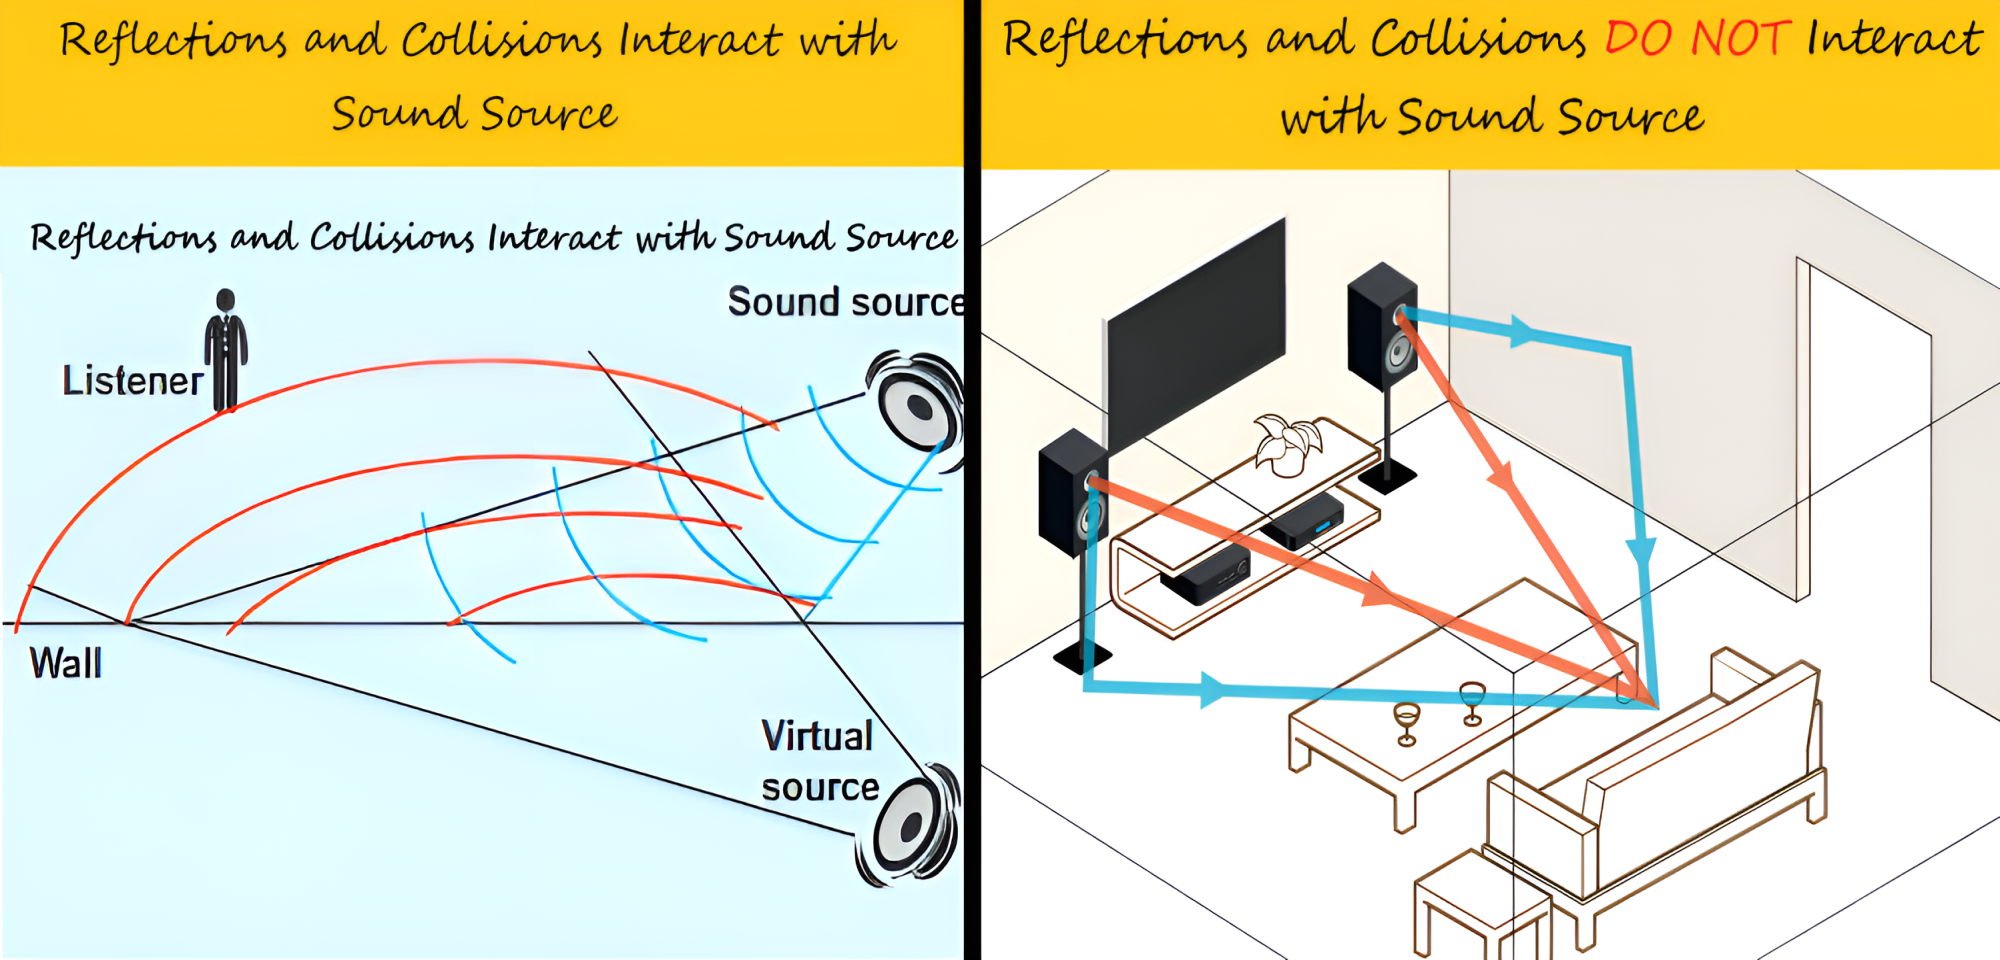 Reflections and Collisions Interact with
Sound Source
Reflections and Collisions Interact with Sound Source
Sound source
Listener
Wall
Virtual
source
Reflections and Collisions DO NOT Interact
with Sound Source